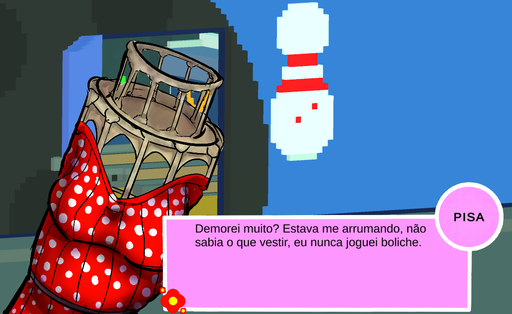 PISA
Demorei muito? Estava me arrumando, não
sabia o que vestir, eu nunca joguei boliche.